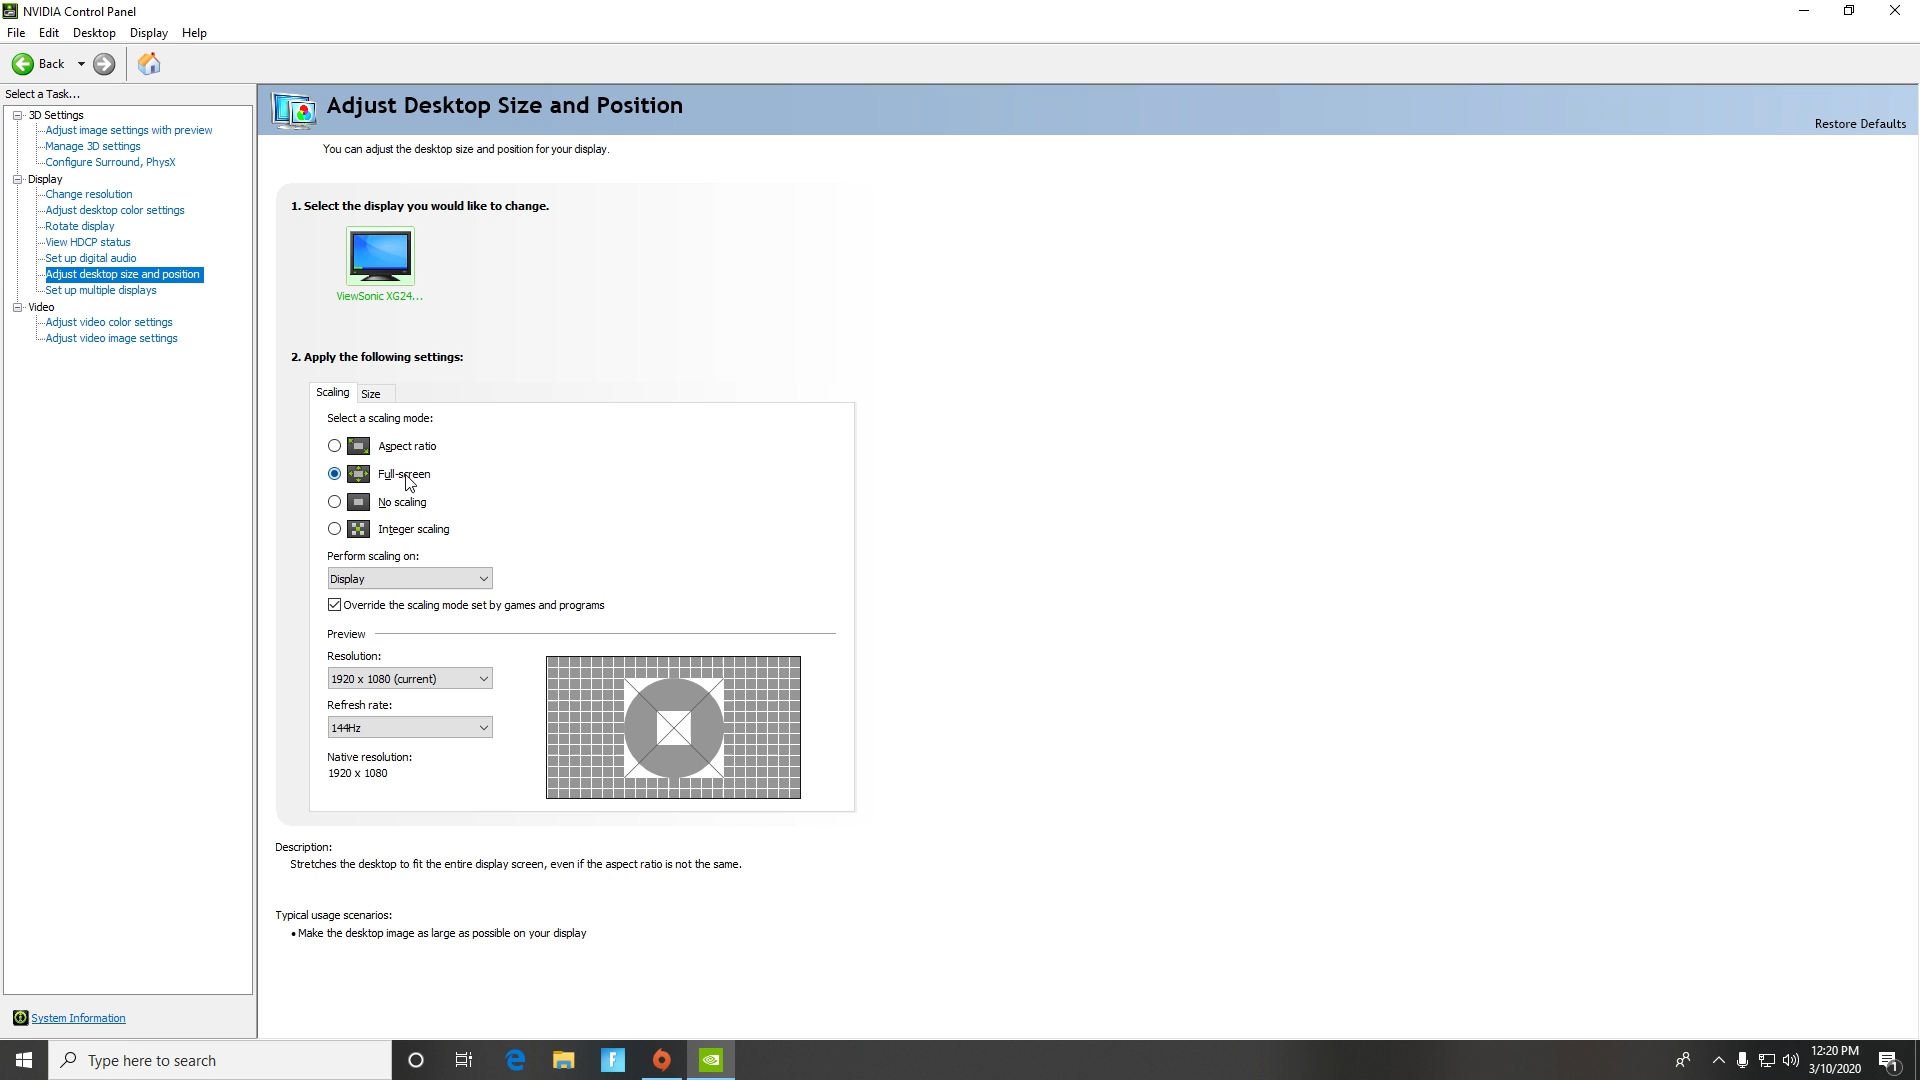 NVIDIA Control Panel
File Edit Desktop Display Help
Back
Select a Task...
3D Settings
Adjust image settings with preview
Manage 3D settings
Configure Surround, PhysX
Display
Change resolution
Adjust desktop color settings
Rotate display
View HDCP status
Set up digital audio
Adjust desktop size and position
Set up multiple displays
Video
Adjust video color settings
Adjust video image settings
System Information
Adjust Desktop Size and Position
Restore Defaults
You can adjust the desktop size and position for your display.
1. Select the display you would like to change.
ViewSonic XG24...
2. Apply the following settings:
Scaling Size
Select a scaling mode:
Aspect ratio
Full-screen
No scaling
Integer scaling
Perform scaling on:
Display
Override the scaling mode set by games and programs
Preview
Resolution:
1920 x 1080 (current)
Refresh rate:
144Hz
Native resolution:
1920 x 1080
Description:
Stretches the desktop to fit the entire display screen, even if the aspect ratio is not the same.
Typical usage scenarios:
• Make the desktop image as large as possible on your display
Type here to search
12:20 PM
3/10/2020
1